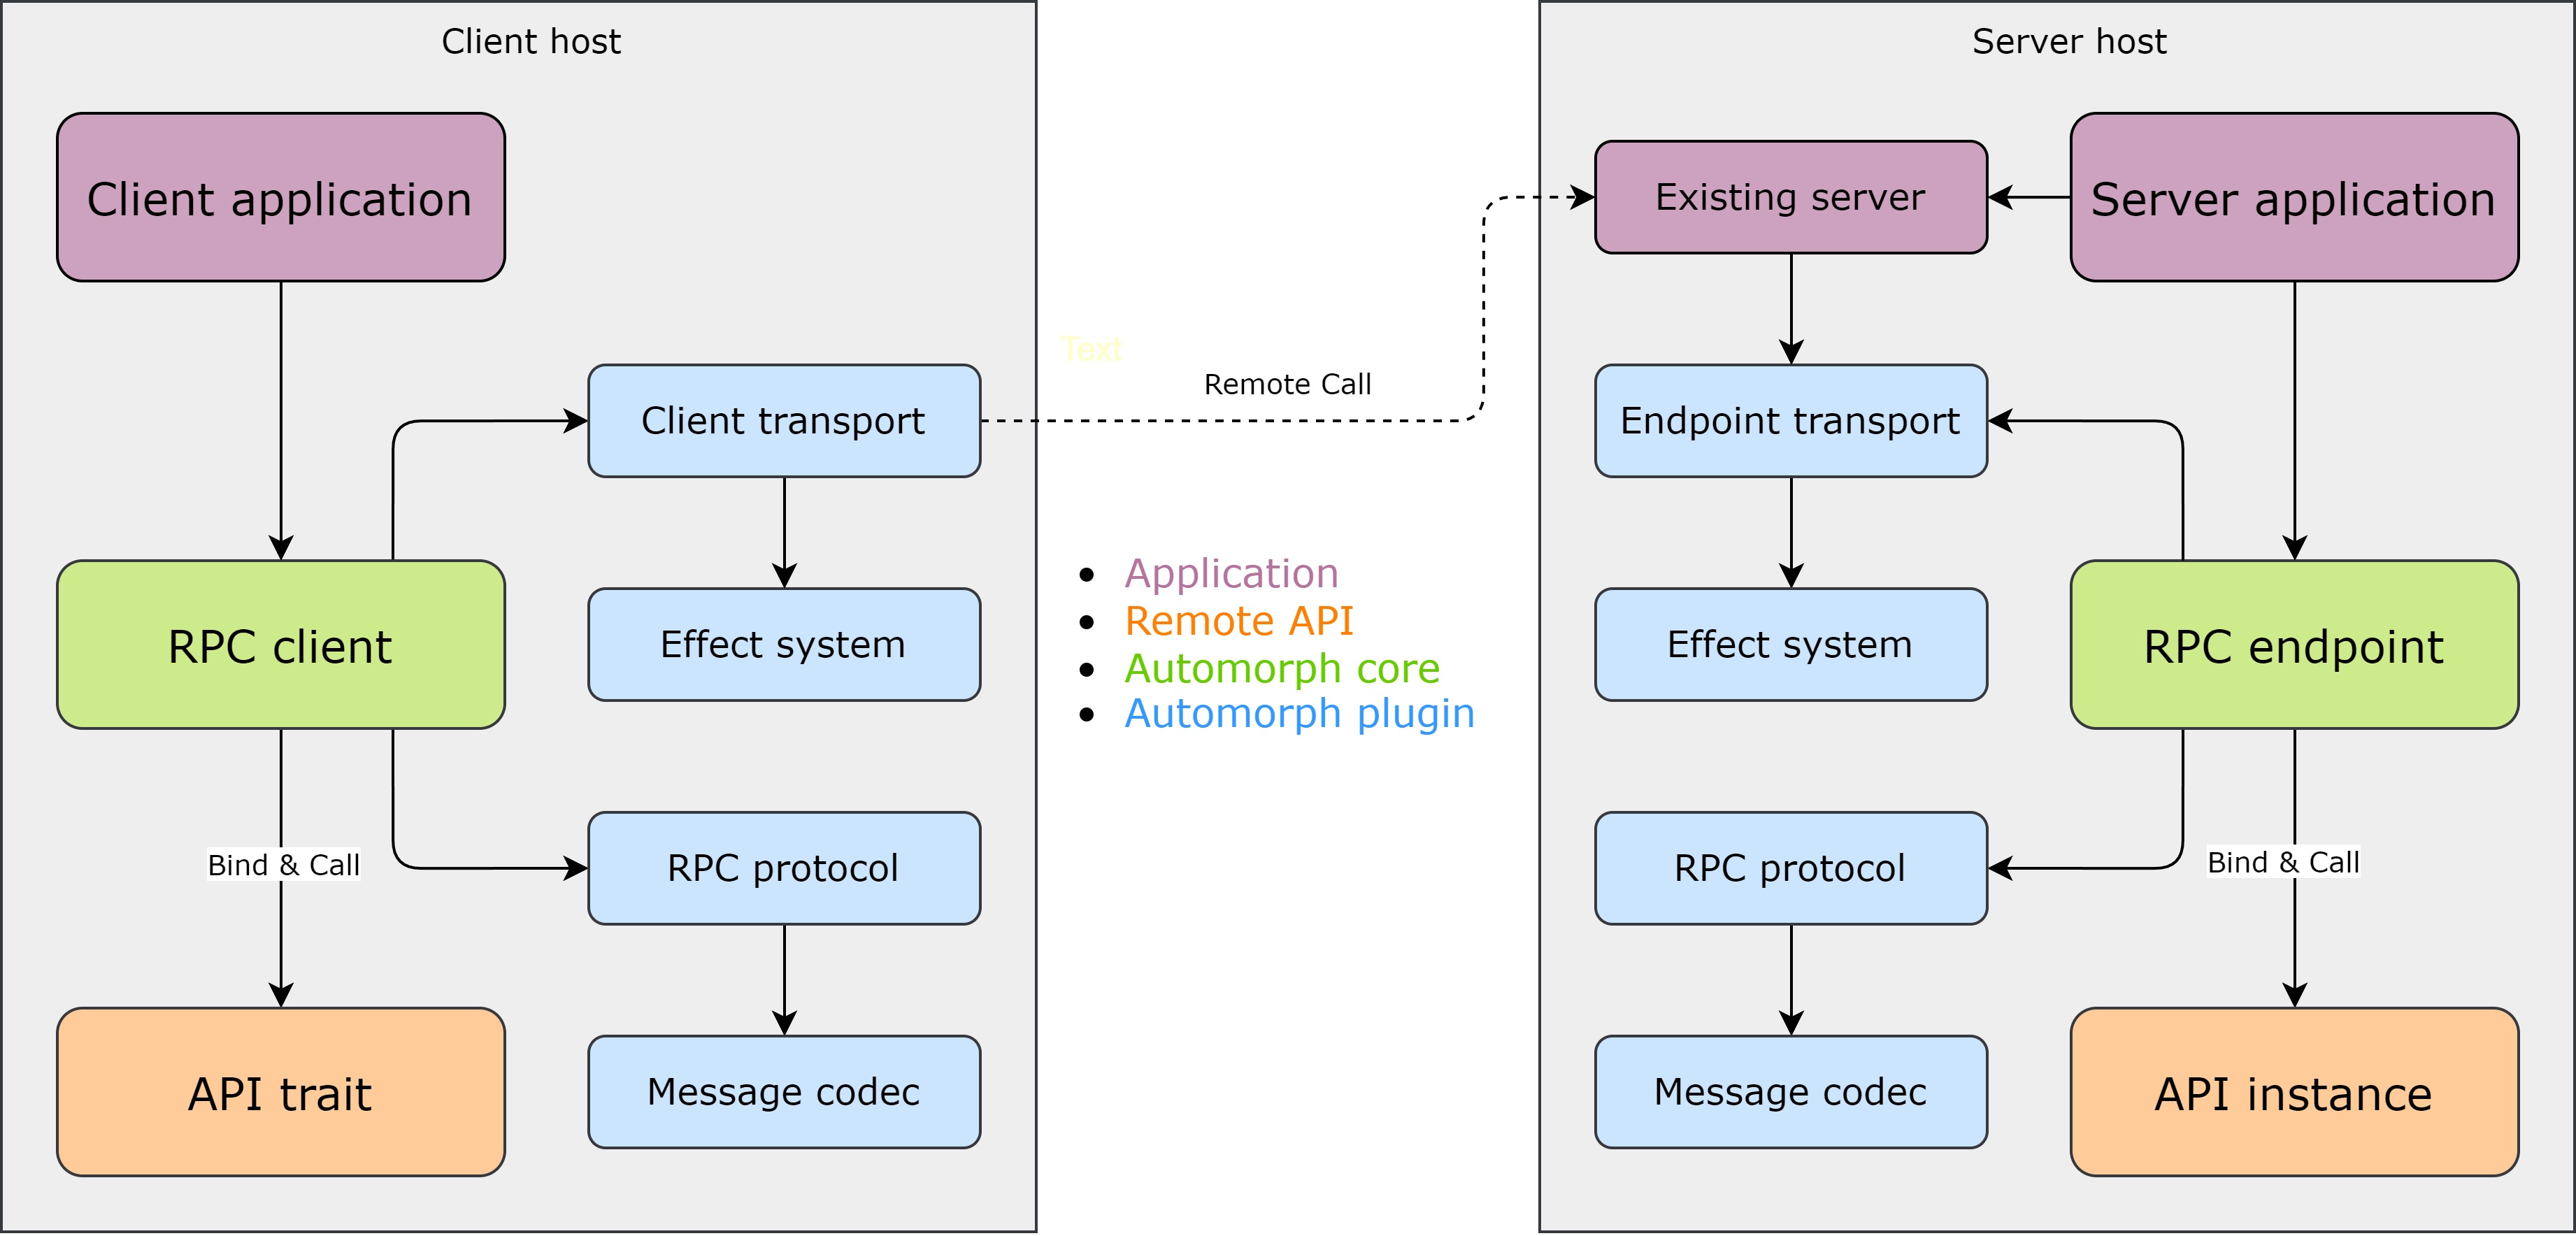 Client host
Client application
Client transport
RPC client
Effect system
Bind & Call
RPC protocol
API trait
Message codec
Text
Remote Call
Application
Remote API
Automorph core
Automorph plugin
Server host
Existing server
Server application
Endpoint transport
Effect system
RPC endpoint
RPC protocol
Bind & Call
Message codec
API instance